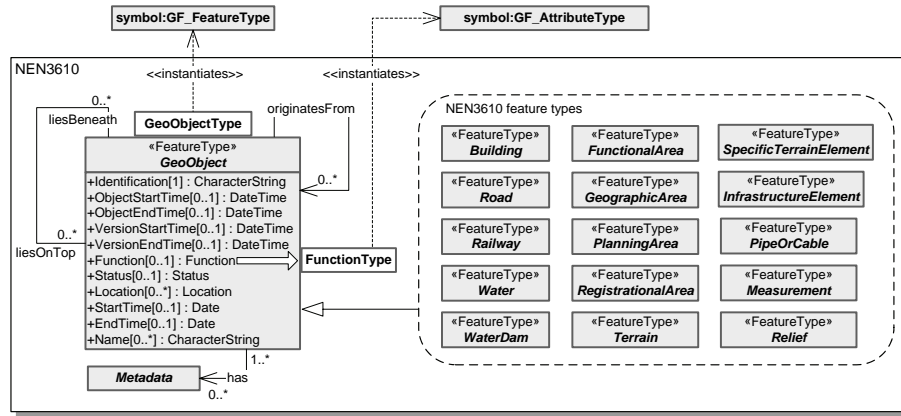 symbol:GF_FeatureType
symbol:GF_AttributeType
NEN3610
<<instantiates>>
<<instantiates>>
0..*
liesBeneath
GeoObjectType
originatesFrom
«FeatureType»
GeoObject
+Identification[1] : CharacterString
+ObjectStartTime[0..1] : DateTime
+ObjectEndTime[0..1] : DateTime
+VersionStartTime[0..1] : DateTime
+VersionEndTime[0..1] : DateTime
+Function[0..1] : Function
+Status[0..1] : Status
+Location[0..*] : Location
+StartTime[0..1] : Date
+EndTime[0..1] : Date
+Name[0..*] : CharacterString
0..*
0..*
liesOnTop
FunctionType
1..*
has
0..*
Metadata
NEN3610 feature types
«FeatureType»
Building
«FeatureType»
FunctionalArea
«FeatureType»
SpecificTerrainElement
«FeatureType»
Road
«FeatureType»
GeographicArea
«FeatureType»
InfrastructureElement
«FeatureType»
Railway
«FeatureType»
PlanningArea
«FeatureType»
PipeOrCable
«FeatureType»
Water
«FeatureType»
RegistrationalArea
«FeatureType»
Measurement
«FeatureType»
WaterDam
«FeatureType»
Terrain
«FeatureType»
Relief